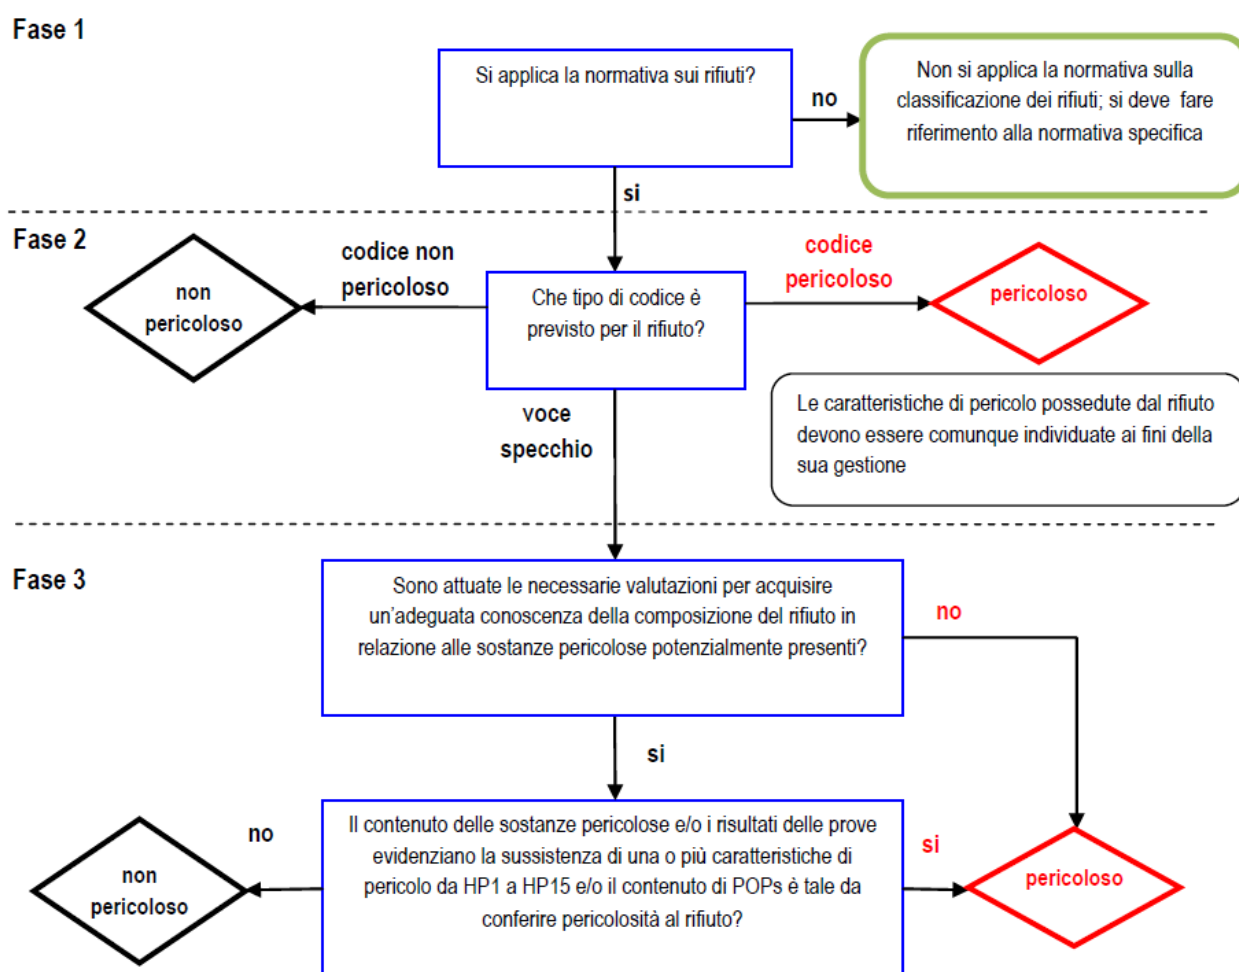 Fase 1
Si applica la normativa sui rifiuti?
no
Non si applica la normativa sulla
classificazione dei rifiuti; si deve fare
riferimento alla normativa specifica
si
Fase 2
non
pericoloso
codice non
pericoloso
Che tipo di codice è
previsto per il rifiuto?
codice
pericoloso
pericoloso
Le caratteristiche di pericolo possedute dal rifiuto
devono essere comunque individuate ai fini della
sua gestione
voce
specchio
Fase 3
Sono attuate le necessarie valutazioni per acquisire
un'adeguata conoscenza della composizione del rifiuto in
relazione alle sostanze pericolose potenzialmente presenti?
no
si
non
pericoloso
no
Il contenuto delle sostanze pericolose e/o i risultati delle prove
evidenziano la sussistenza di una o più caratteristiche di
pericolo da HP1 a HP15 e/o il contenuto di POPs è tale da
conferire pericolosità al rifiuto?
si
pericoloso